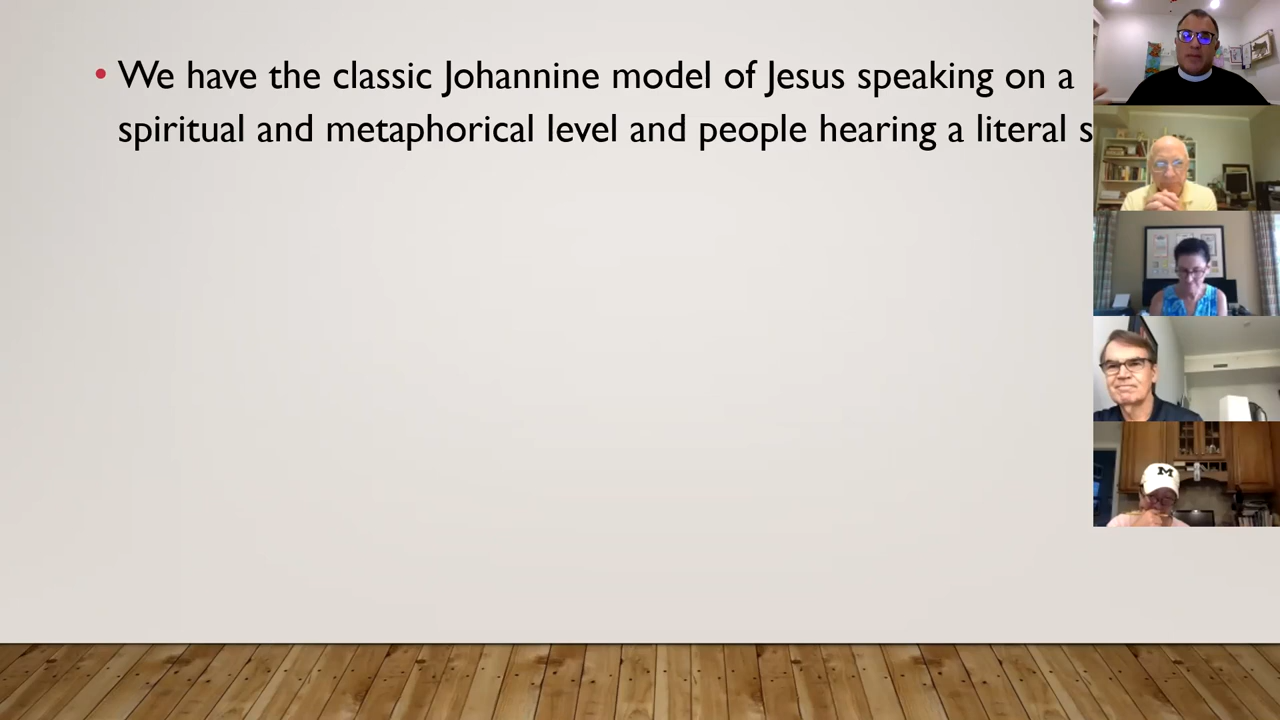 • We have the classic Johannine model of Jesus speaking on a
spiritual and metaphorical level and people hearing a literal s
M